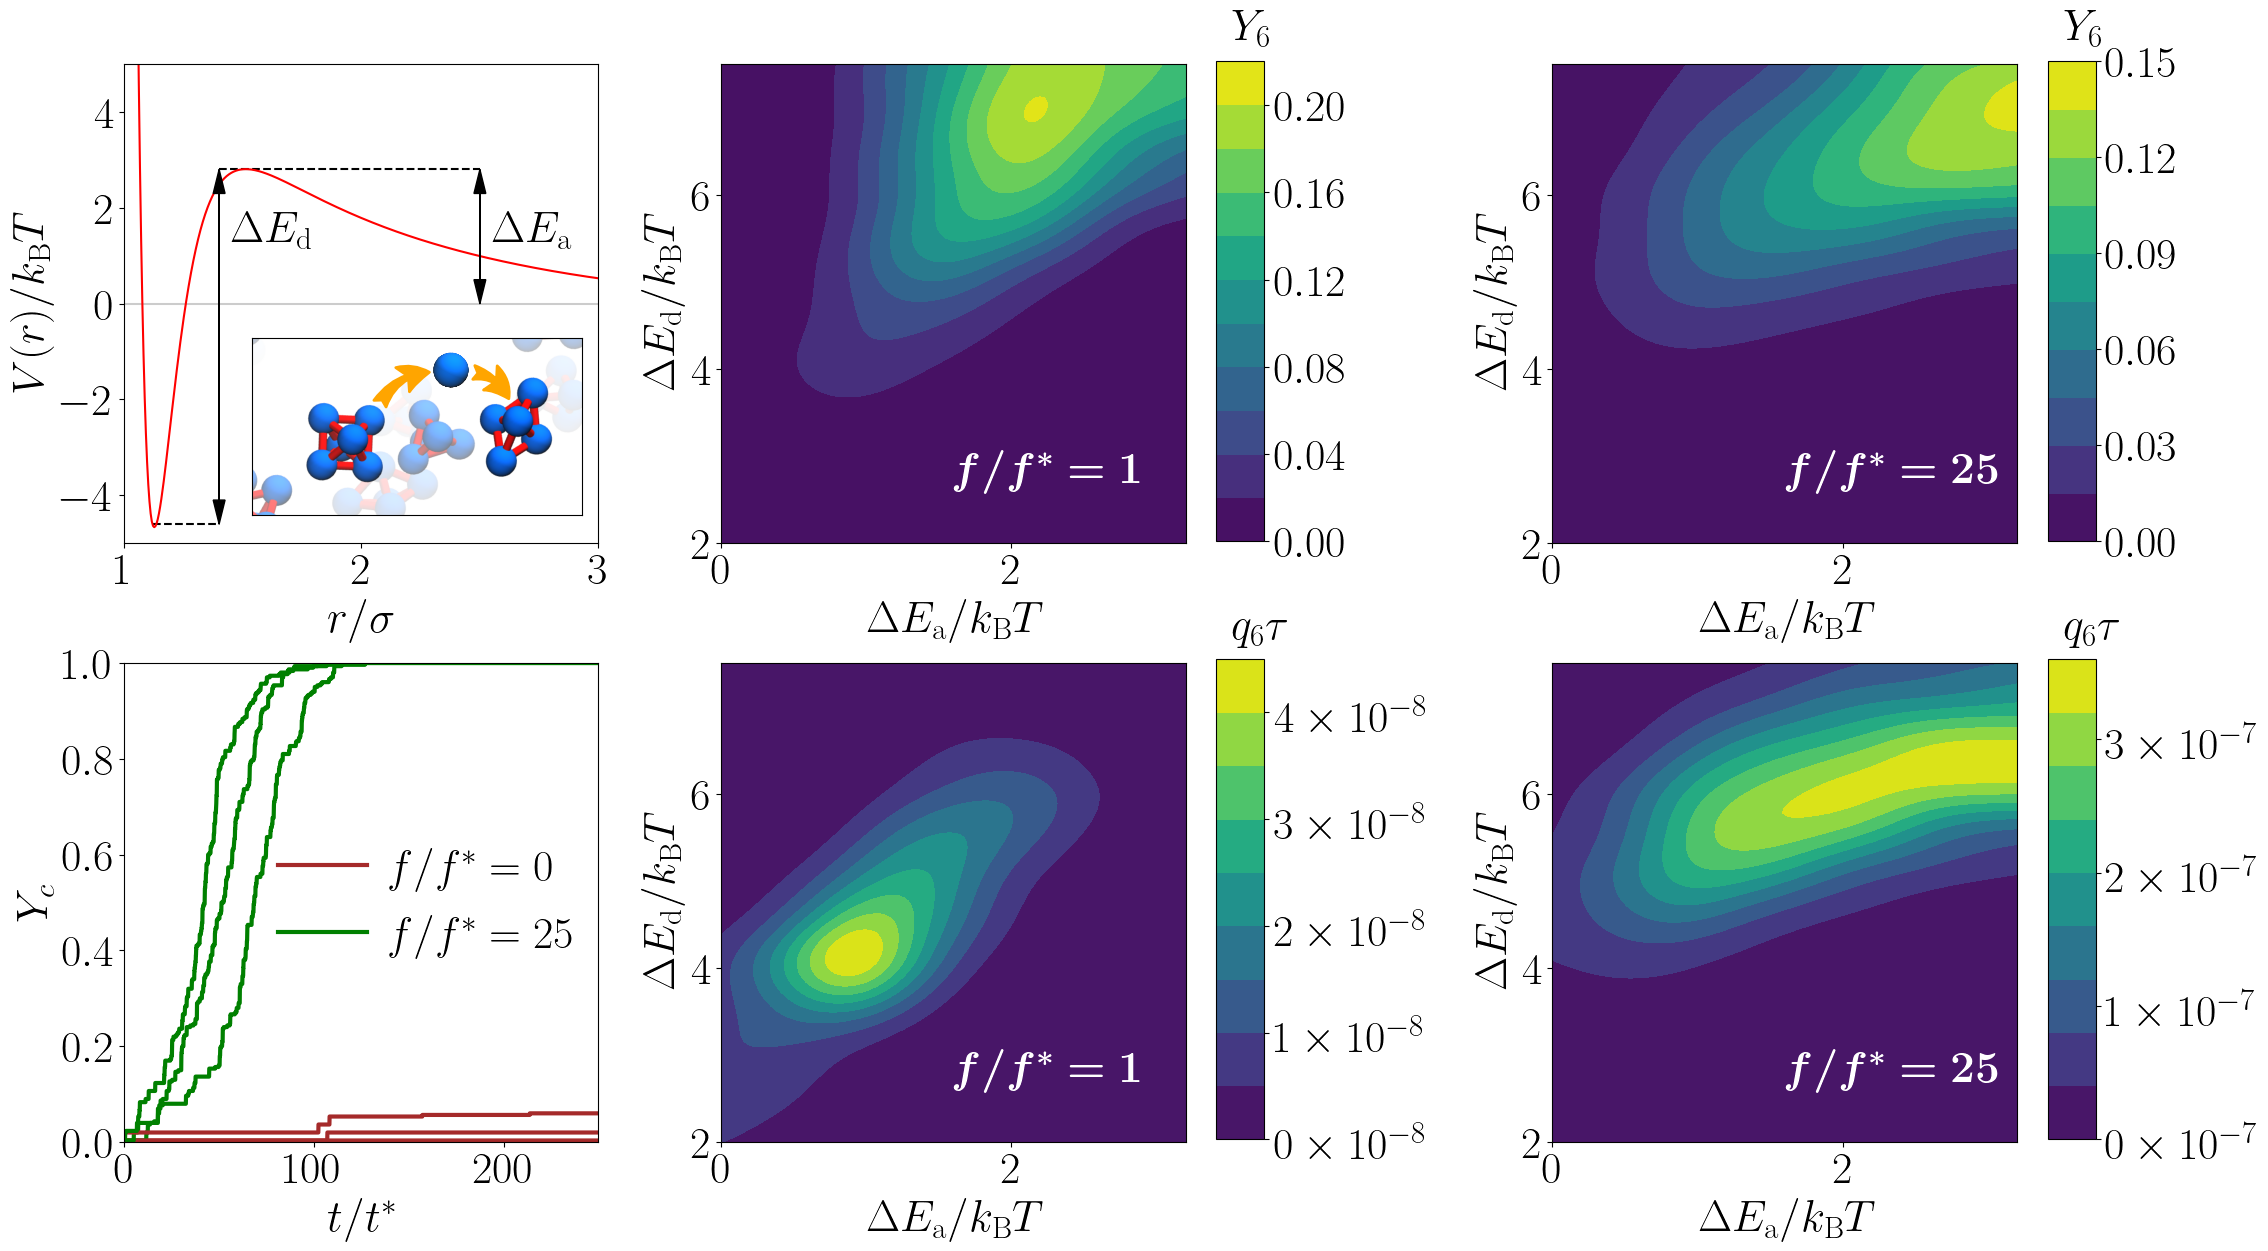 V(r)/k_BT
4
2
0
−2
−4
ΔE_d
ΔE_a
1
2
3
r/σ
Y_6
ΔE_d/k_BT
6
4
2
f/f* = 1
0
2
ΔE_a/k_BT
0.20
0.16
0.12
0.08
0.04
0.00
Y_6
ΔE_d/k_BT
6
4
2
f/f* = 25
0
2
ΔE_a/k_BT
0.15
0.12
0.09
0.06
0.03
0.00
Y_c
1.0
0.8
0.6
0.4
0.2
0.0
f/f* = 0
f/f* = 25
0
100
200
t/t*
q_6τ
ΔE_d/k_BT
6
4
2
f/f* = 1
0
2
ΔE_a/k_BT
4 × 10⁻⁸
3 × 10⁻⁸
2 × 10⁻⁸
1 × 10⁻⁸
0 × 10⁻⁸
q_6τ
ΔE_d/k_BT
6
4
2
f/f* = 25
0
2
ΔE_a/k_BT
3 × 10⁻⁷
2 × 10⁻⁷
1 × 10⁻⁷
0 × 10⁻⁷